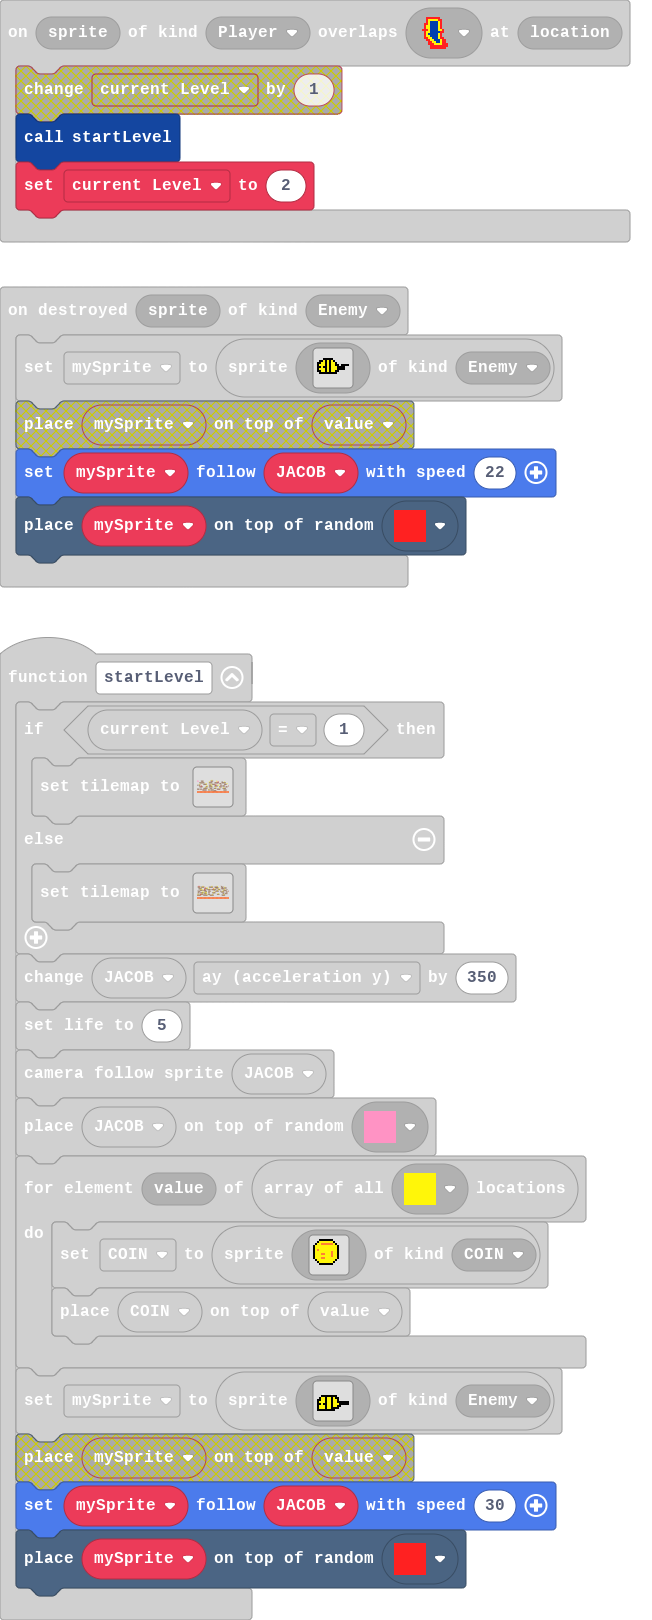 on sprite of kind Player overlaps at location
change current Level by 1
call startLevel
set current Level to 2
on destroyed sprite of kind Enemy
set mySprite to sprite of kind Enemy
place mySprite on top of value
set mySprite follow JACOB with speed 22
place mySprite on top of random
function startLevel
if current Level = 1 then
set tilemap to
else
set tilemap to
change JACOB ay (acceleration y) by 350
set life to 5
camera follow sprite JACOB
place JACOB on top of random
for element value of array of all locations
do
set COIN to sprite of kind COIN
place COIN on top of value
set mySprite to sprite of kind Enemy
place mySprite on top of value
set mySprite follow JACOB with speed 30
place mySprite on top of random